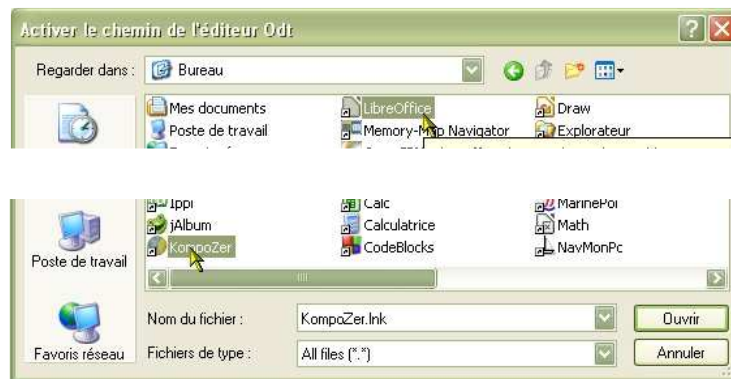 Activer le chemin de l'éditeur Odt
Regarder dans : Bureau
Mes documents LibreOffice Draw
Poste de travail Memory-Map Navigator Explorateur
Ippi Calc MarinePoi
jAlbum Calculatrice Math
KompoZer CodeBlocks NavMonPc
Poste de travail
Nom du fichier : KompoZer.lnk Ouvrir
Favoris réseau Fichiers de type : All files (*.*) Annuler